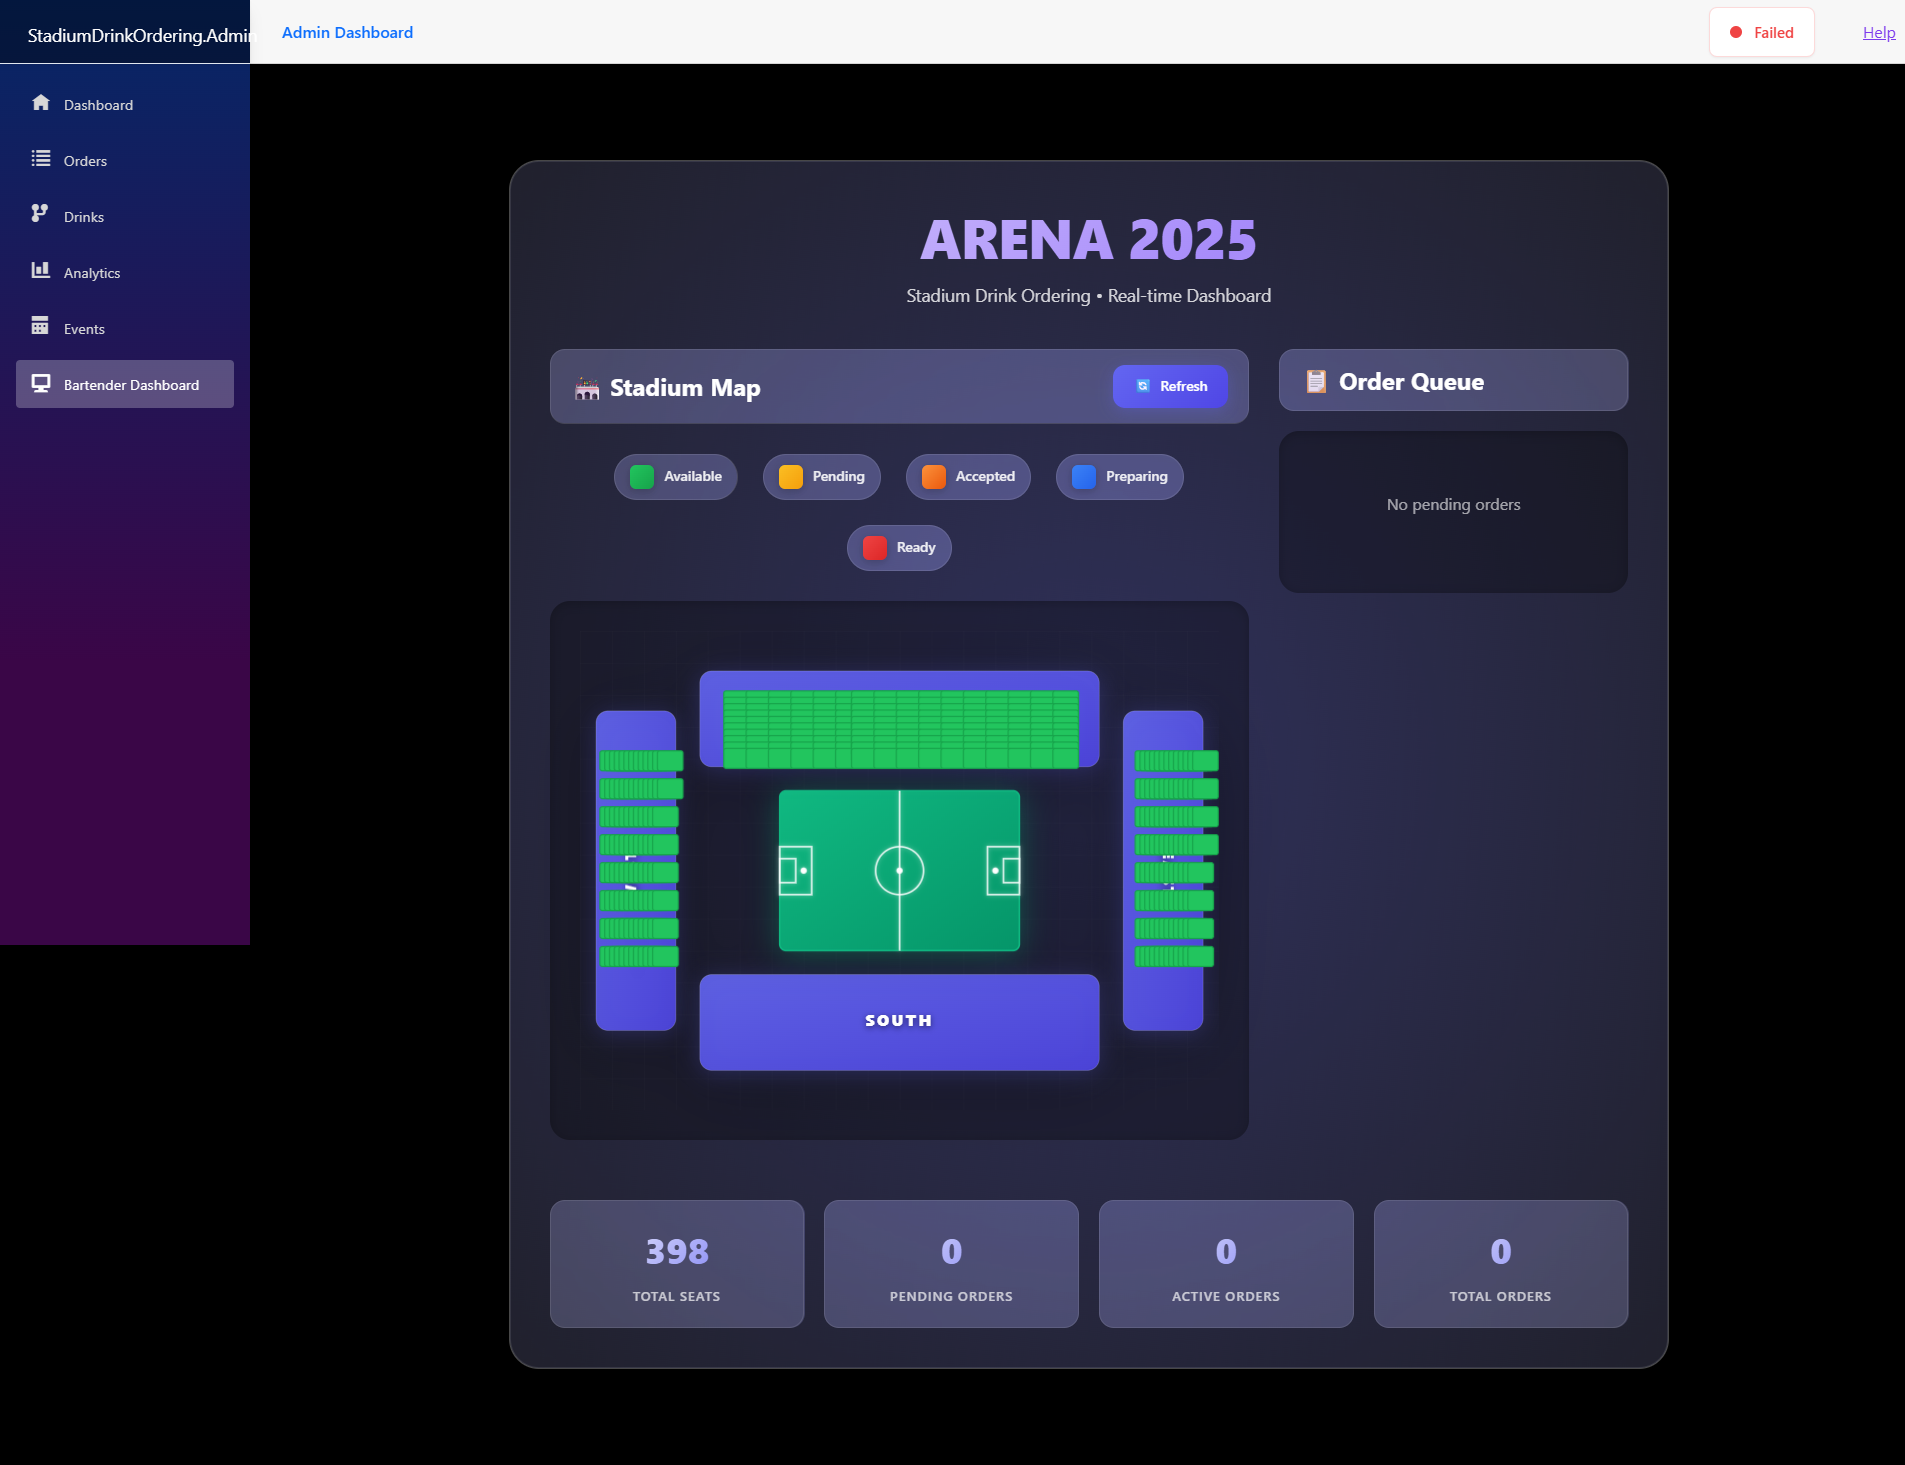 StadiumDrinkOrdering.Admin
Admin Dashboard
Failed
Help
Dashboard
Orders
Drinks
Analytics
Events
Bartender Dashboard
ARENA 2025
Stadium Drink Ordering • Real-time Dashboard
Stadium Map
Refresh
Order Queue
Available
Pending
Accepted
Preparing
Ready
No pending orders
SOUTH
398
TOTAL SEATS
0
PENDING ORDERS
0
ACTIVE ORDERS
0
TOTAL ORDERS